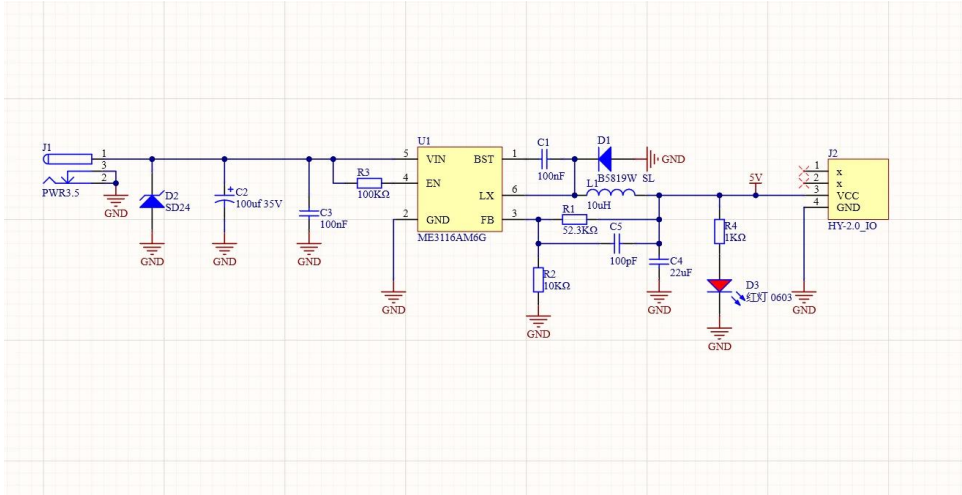 J1
1
3
2
PWR3.5
GND
D2
SD24
GND
C2
100uf 35V
GND
C3
100nF
GND
R3
100KΩ
U1
5 VIN BST 1
4 EN LX 6
2 GND FB 3
ME3116AM6G
GND
C1
100nF
D1
B5819W SL
GND
L1
10uH
R1
52.3KΩ
C5
100pF
R2
10KΩ
GND
C4
22uF
GND
5V
R4
1KΩ
D3
红灯 0603
GND
J2
1 x
2 x
3 VCC
4 GND
HY-2.0_IO
GND